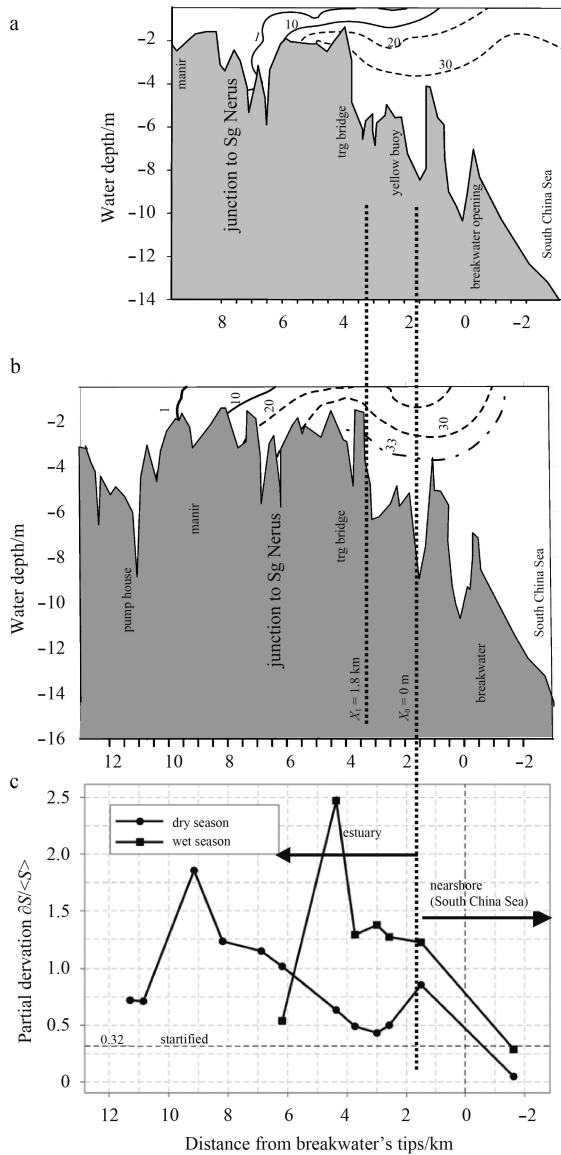 a
1
10
20
30
-2
-4
-6
-8
-10
-12
-14
Water depth/m
manir
junction to Sg Nerus
trg bridge
yellow buoy
breakwater opening
South China Sea
8
6
4
2
0
-2
b
1
10
20
30
33
-2
-4
-6
-8
-10
-12
-14
-16
Water depth/m
pump house
manir
junction to Sg Nerus
trg bridge
X₁ = 1.8 km
X₀ = 0 m
breakwater
South China Sea
12
10
8
6
4
2
0
-2
c
2.5
2.0
1.5
1.0
0.5
0
Partial dervation ∂S/<S>
dry season
wet season
estuary
nearshore
(South China Sea)
0.32
startified
12
10
8
6
4
2
0
-2
Distance from breakwater's tips/km